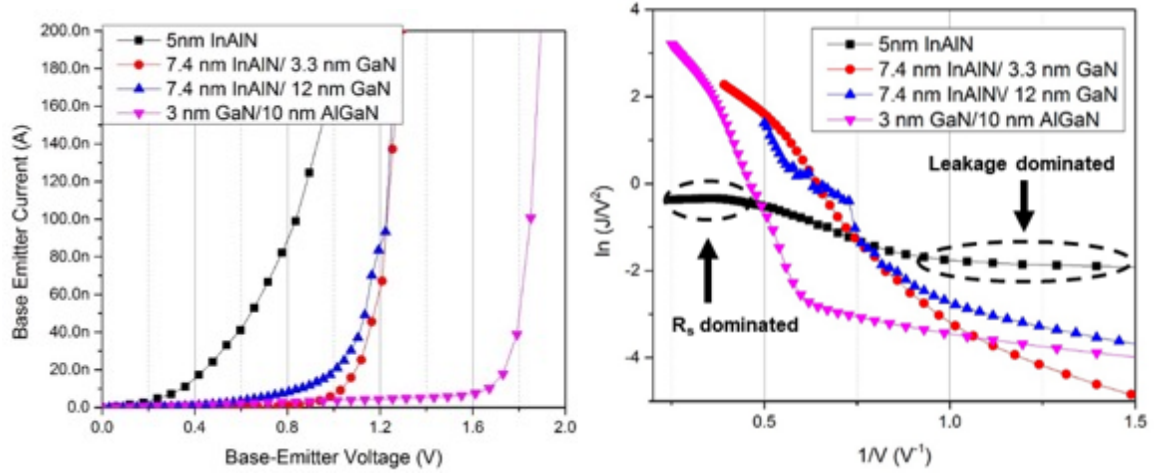 200.0n
180.0n
160.0n
140.0n
120.0n
100.0n
80.0n
60.0n
40.0n
20.0n
0.0
Base Emitter Current (A)
5nm InAlN
7.4 nm InAlN/ 3.3 nm GaN
7.4 nm InAlN/ 12 nm GaN
3 nm GaN/10 nm AlGaN
0.0 0.4 0.8 1.2 1.6 2.0
Base-Emitter Voltage (V)
4
2
0
-2
-4
ln (J/V²)
5nm InAlN
7.4 nm InAlN/ 3.3 nm GaN
7.4 nm InAlN\/ 12 nm GaN
3 nm GaN/10 nm AlGaN
Leakage dominated
Rs dominated
0.5 1.0 1.5
1/V (V⁻¹)